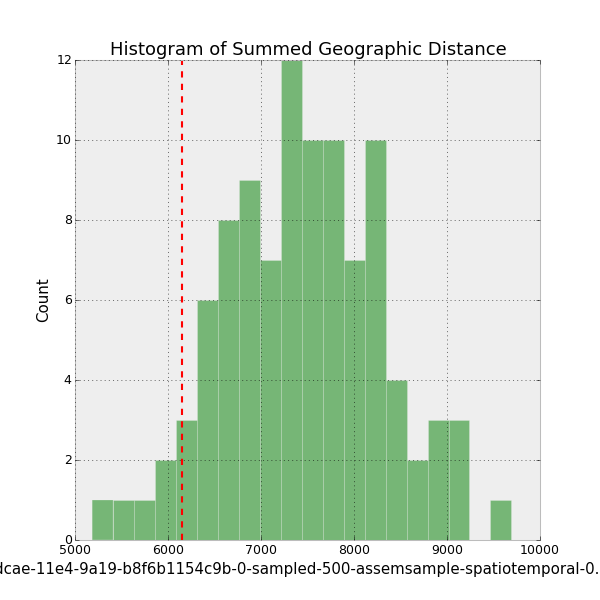 Histogram of Summed Geographic Distance
12
10
8
6
4
2
0
Count
5000 6000 7000 8000 9000 10000
dcae-11e4-9a19-b8f6b1154c9b-0-sampled-500-assemsample-spatiotemporal-0.